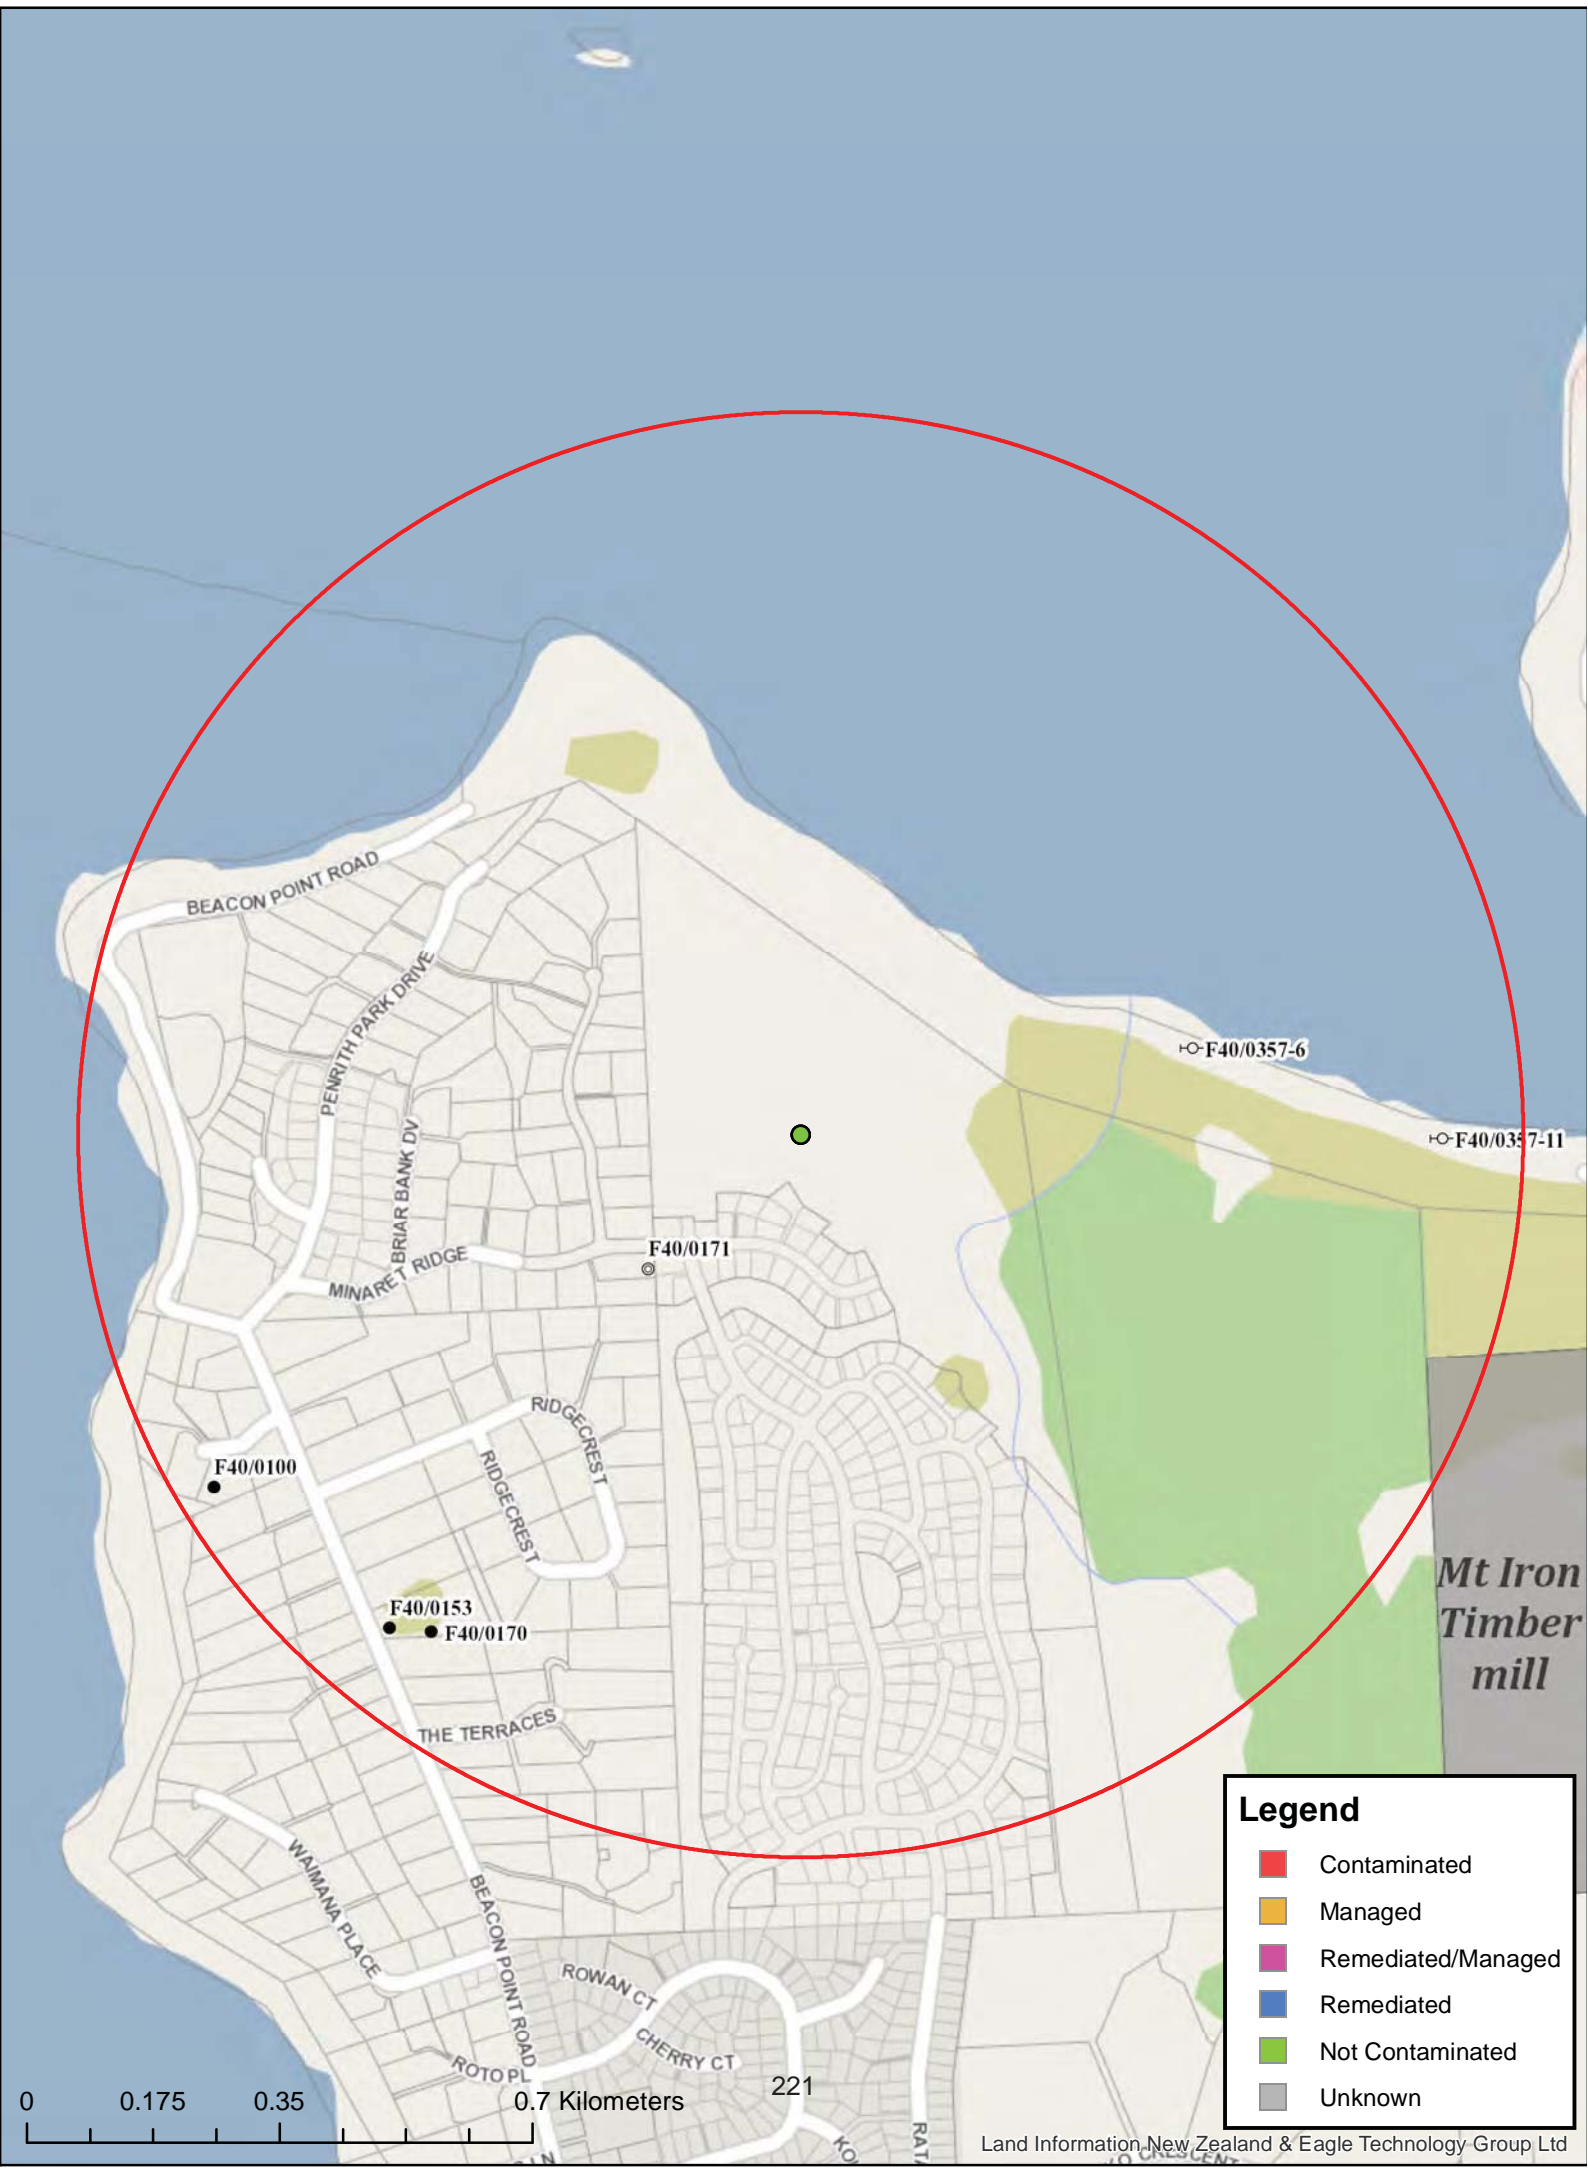 BEACON POINT ROAD
PENRITH PARK DRIVE
F40/0357-6
BRIAR BANK DV
F40/0357-11
F40/0171
MINARET RIDGE
RIDGECREST
F40/0100
RIDGECREST
Mt Iron
Timber
mill
F40/0153
F40/0170
THE TERRACES
WAIMANA PLACE
BEACON POINT ROAD
ROWAN CT
CHERRY CT
ROTO PL
221
RATA
Legend
Contaminated
Managed
Remediated/Managed
Remediated
Not Contaminated
Unknown
0 0.175 0.35 0.7 Kilometers
Land Information New Zealand & Eagle Technology Group Ltd
CRESCENT